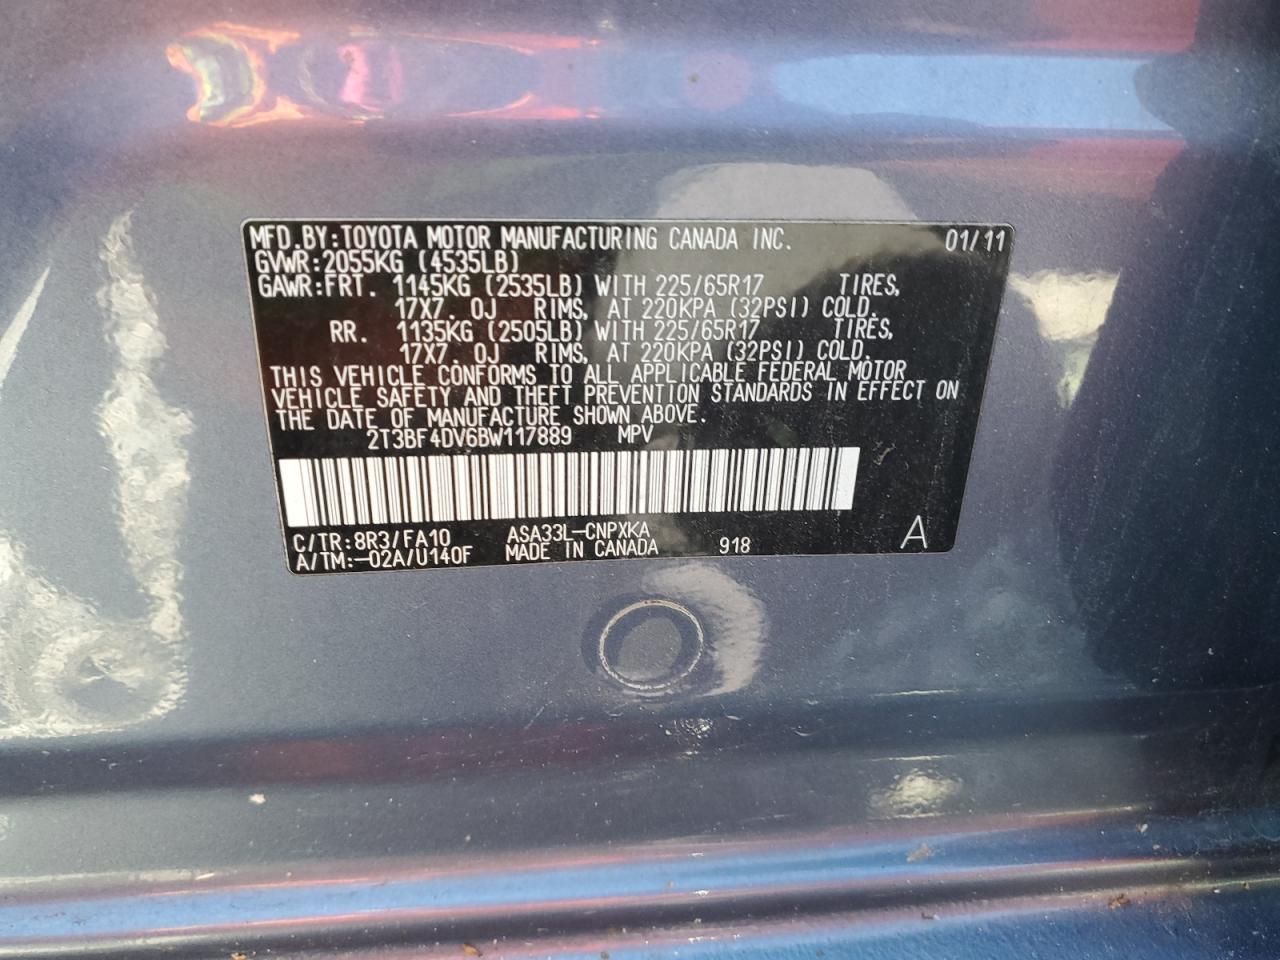 MFD.BY:TOYOTA MOTOR MANUFACTURING CANADA INC. 01/11
GVWR:2055KG (4535LB)
GAWR:FRT. 1145KG (2535LB) WITH 225/65R17 TIRES,
17X7.0J RIMS, AT 220KPA (32PSI) COLD.
RR. 1135KG (2505LB) WITH 225/65R17 TIRES,
17X7.0J RIMS, AT 220KPA (32PSI) COLD.
THIS VEHICLE CONFORMS TO ALL APPLICABLE FEDERAL MOTOR
VEHICLE SAFETY AND THEFT PREVENTION STANDARDS IN EFFECT ON
THE DATE OF MANUFACTURE SHOWN ABOVE.
2T3BF4DV6BW117889 MPV
C/TR:8R3/FA10 ASA33L-CNPXKA
A/TM:-02A/U140F MADE IN CANADA 918 A